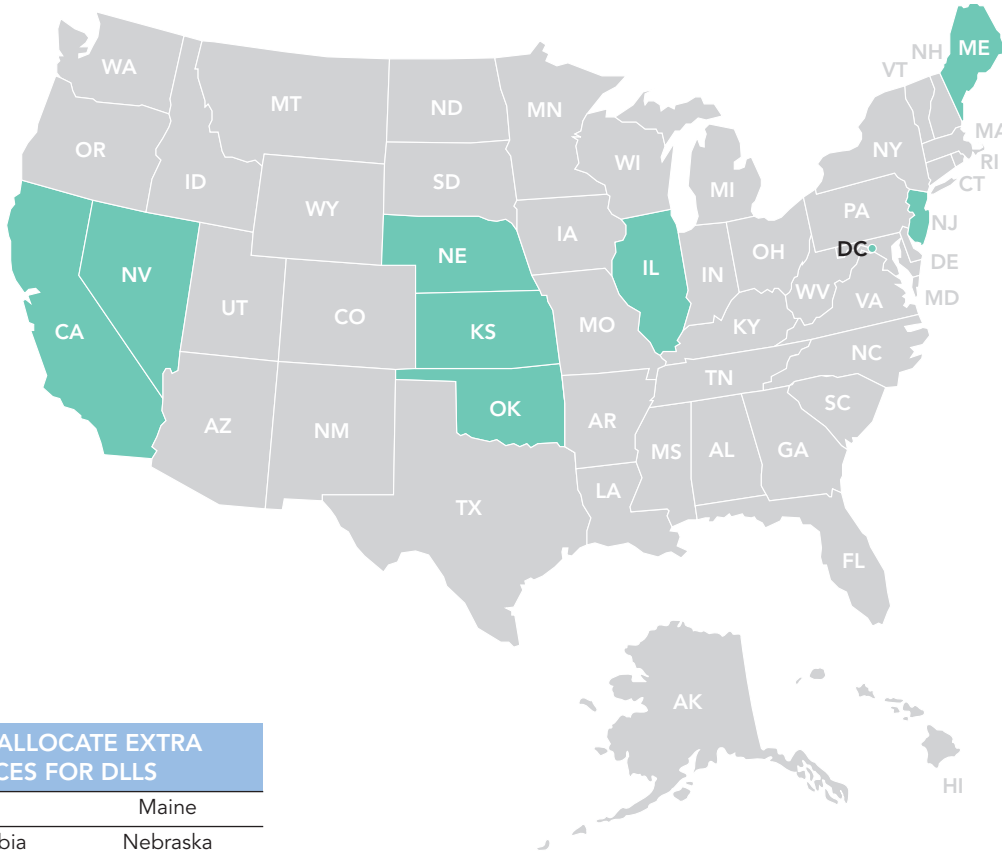 NH
ME
WA
VT
MT
ND
MN
MA
OR
NY
WI
RI
ID
SD
MI
CT
WY
PA
NJ
IA
DC
OH
NE
DE
NV
IL
IN
WV
MD
UT
VA
CO
CA
KS
MO
KY
NC
TN
OK
SC
AZ
NM
AR
MS
AL
GA
LA
TX
FL
AK
HI
ALLOCATE EXTRA
CES FOR DLLS
Maine
bia Nebraska